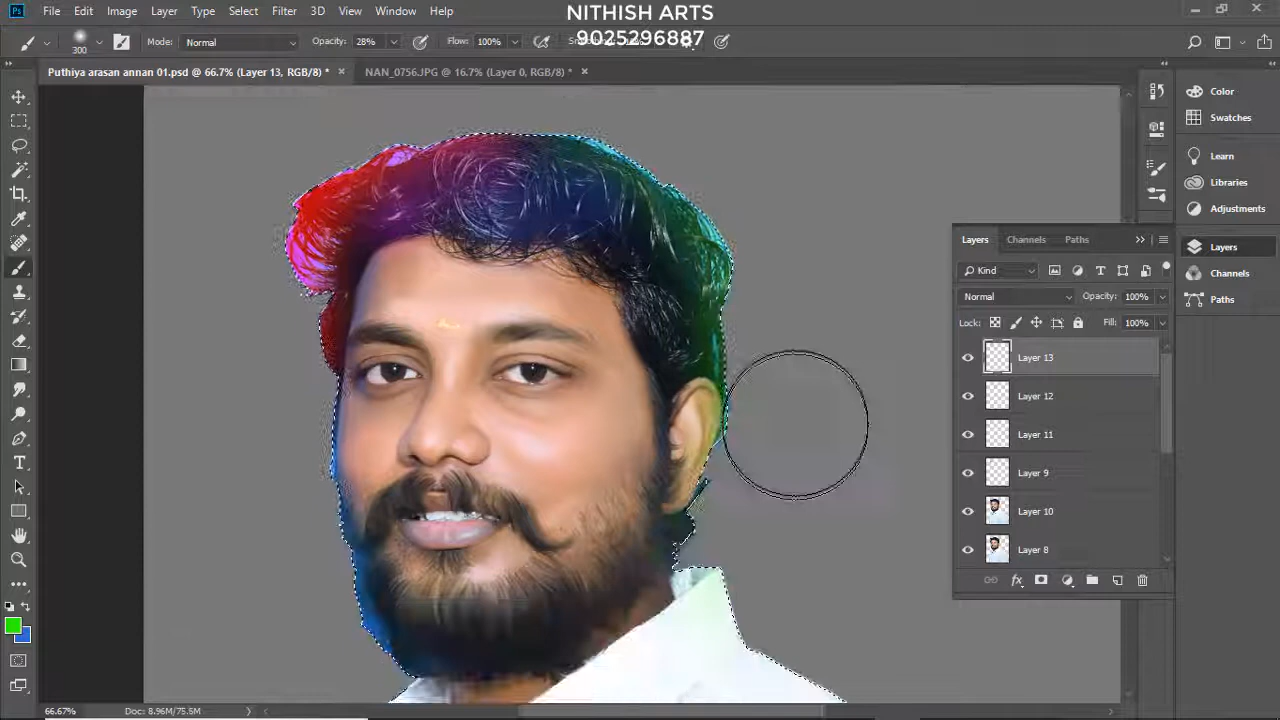 Ps File Edit Image Layer Type Select Filter 3D View Window Help
NITHISH ARTS
9025296887
300 Mode: Normal Opacity: 28% Flow: 100%
Puthiya arasan annan 01.psd @ 66.7% (Layer 13, RGB/8) * × NAN_0756.JPG @ 16.7% (Layer 0, RGB/8) * ×
Color
Swatches
Learn
Libraries
Adjustments
Layers
Channels
Paths
Layers Channels Paths
Kind
Normal Opacity: 100%
Lock: Fill: 100%
Layer 13
Layer 12
Layer 11
Layer 9
Layer 10
Layer 8
fx
66.67% Doc: 8.96M/75.5M